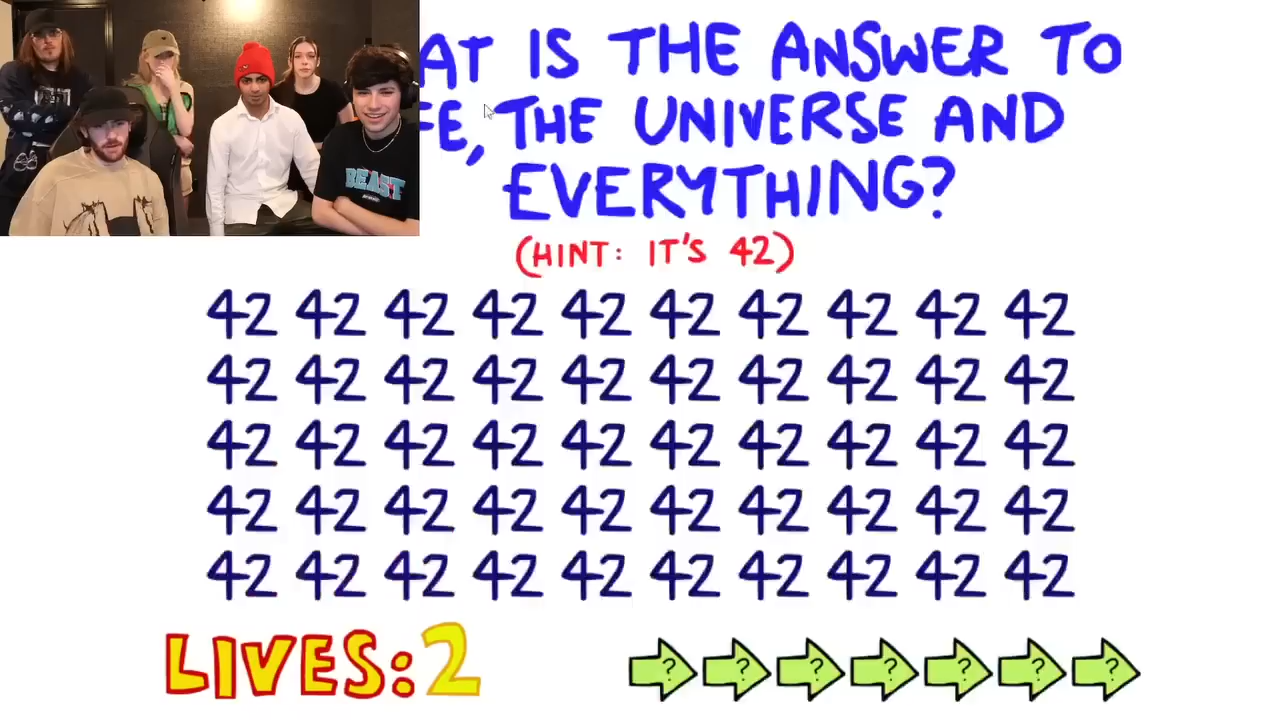 AT IS THE ANSWER TO
FE, THE UNIVERSE AND
EVERYTHING?
(HINT: IT'S 42)
42 42 42 42 42 42 42 42 42 42
42 42 42 42 42 42 42 42 42 42
42 42 42 42 42 42 42 42 42 42
42 42 42 42 42 42 42 42 42 42
42 42 42 42 42 42 42 42 42 42
LIVES: 2
? ? ? ? ? ? ?
BEAST